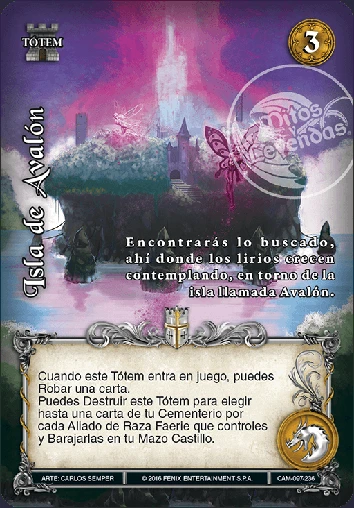 TÓTEM
3
Mitos
y
Leyendas
Isla de Avalón
Encontrarás lo buscado,
ahí donde los lirios crecen
contemplando, en torno de la
isla llamada Avalón.
Cuando este Tótem entra en juego, puedes
Robar una carta.
Puedes Destruir este Tótem para elegir
hasta una carta de tu Cementerio por
cada Aliado de Raza Faerie que controles
y Barajarlas en tu Mazo Castillo.
ARTE: CARLOS SEMPER
© 2016 FENIX ENTERTAINMENT S.P.A.
CAM-097-236